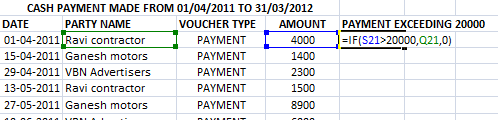 CASH PAYMENT MADE FROM 01/04/2011 TO 31/03/2012
DATE PARTY NAME VOUCHER TYPE AMOUNT PAYMENT EXCEEDING 20000
01-04-2011 Ravi contractor PAYMENT 4000 =IF(S21>20000,Q21,0)
15-04-2011 Ganesh motors PAYMENT 1400
29-04-2011 VBN Advertisers PAYMENT 2300
13-05-2011 Ravi contractor PAYMENT 1500
27-05-2011 Ganesh motors PAYMENT 8900